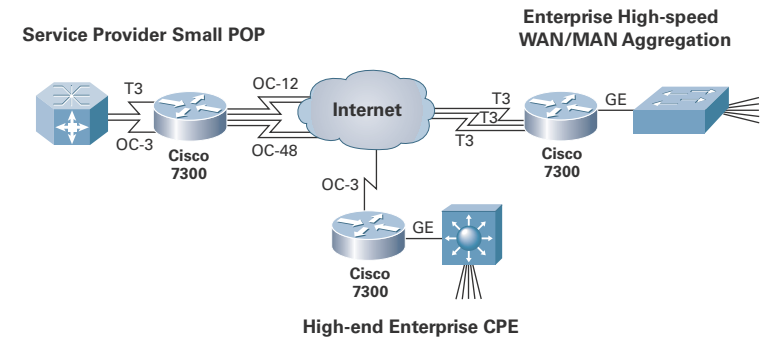 Service Provider Small POP
Enterprise High-speed
WAN/MAN Aggregation
T3
OC-3
Cisco
7300
OC-12
OC-48
Internet
T3
T3
T3
Cisco
7300
GE
OC-3
Cisco
7300
GE
High-end Enterprise CPE